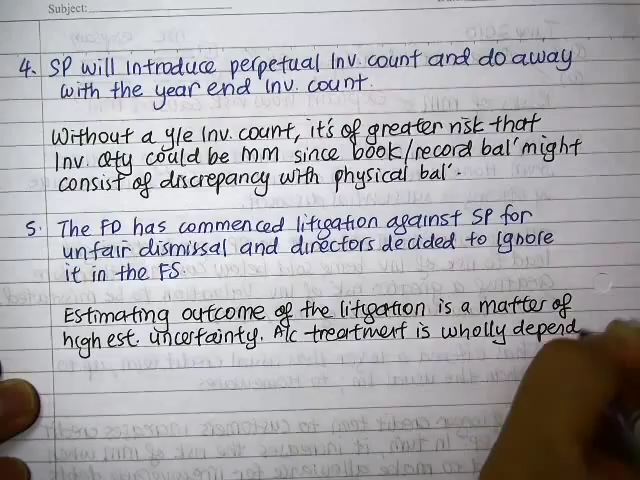 Subject:
4. SP will introduce perpetual Inv. count and do away
with the year end Inv. count.
Without a y/e Inv. count, it's of greater risk that
Inv. qty could be MM since book/record bal' might
consist of discrepancy with physical bal'.
5. The FD has commenced litigation against SP for
unfair dismissal and directors decided to ignore
it in the FS.
Estimating outcome of the litigation is a matter of
high est. uncertainty. A/c treatment is wholly depend